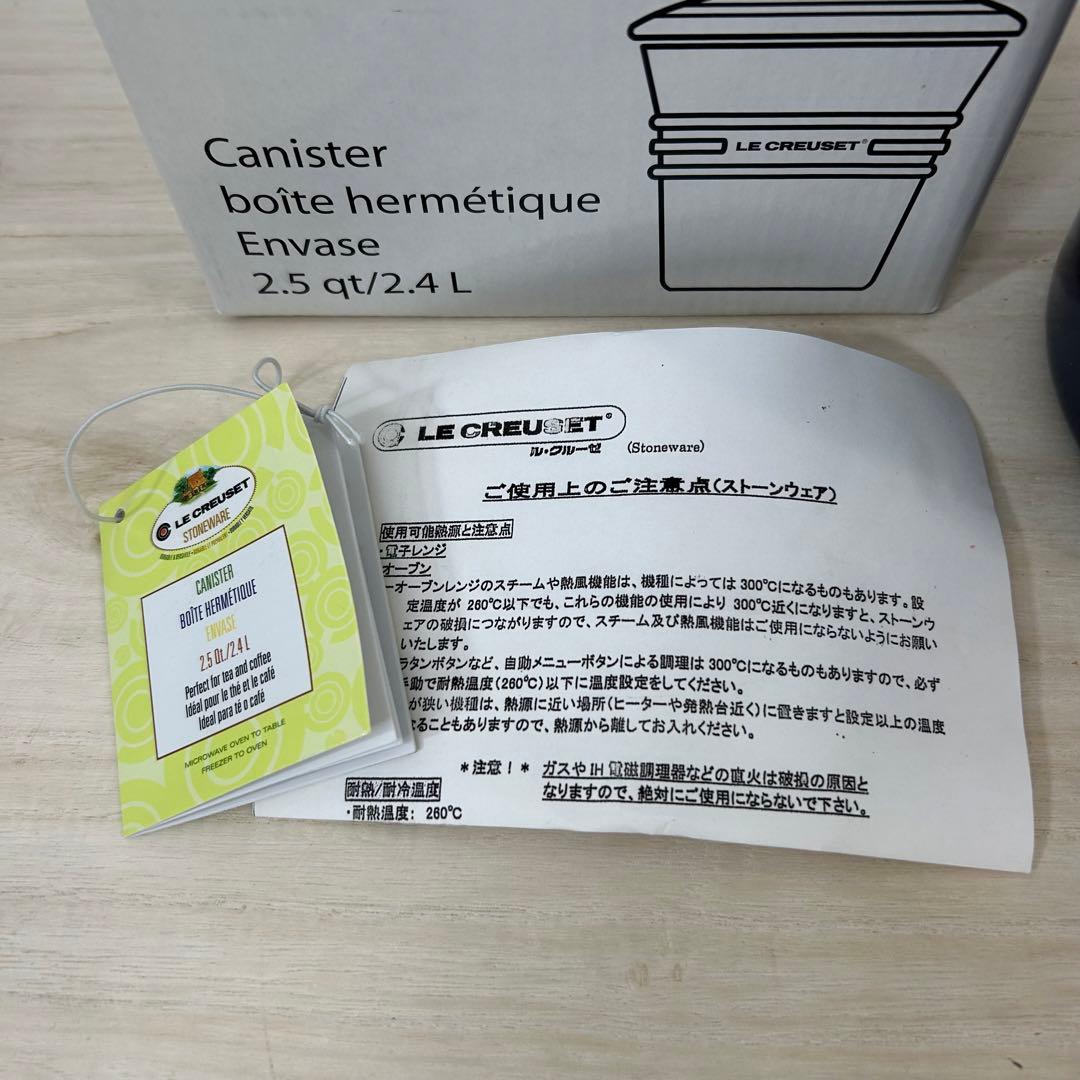 LE CREUSET®
Canister
boîte hermétique
Envase
2.5 qt/2.4 L
LE CREUSET
STONEWARE
CANISTER
BOÎTE HERMÉTIQUE
ENVASE
2.5 Qt./2.4 L
Perfect for tea and coffee
Idéal pour le thé et le café
Ideal para té o café
MICROWAVE OVEN TO TABLE
FREEZER TO OVEN
LE CREUSET®
ル・クルーゼ (Stoneware)
ご使用上のご注意点(ストーンウェア)
使用可能熱源と注意点
・電子レンジ
オーブン
ーオーブンレンジのスチームや熱風機能は、機種によっては300℃になるものもあります。設
定温度が 260℃以下でも、これらの機能の使用により 300℃近くになりますと、ストーンウ
ェアの破損につながりますので、スチーム及び熱風機能はご使用にならないようにお願い
いたします。
ラタンボタンなど、自動メニューボタンによる調理は300℃になるものもありますので、必ず
手動で耐熱温度(260℃)以下に温度設定をしてください。
が狭い機種は、熱源に近い場所(ヒーターや発熱台近く)に置きますと設定以上の温度
なることもありますので、熱源から離してお入れください。
*注意!* ガスやIH電磁調理器などの直火は破損の原因と
なりますので、絶対にご使用にならないで下さい。
耐熱/耐冷温度
・耐熱温度: 260℃